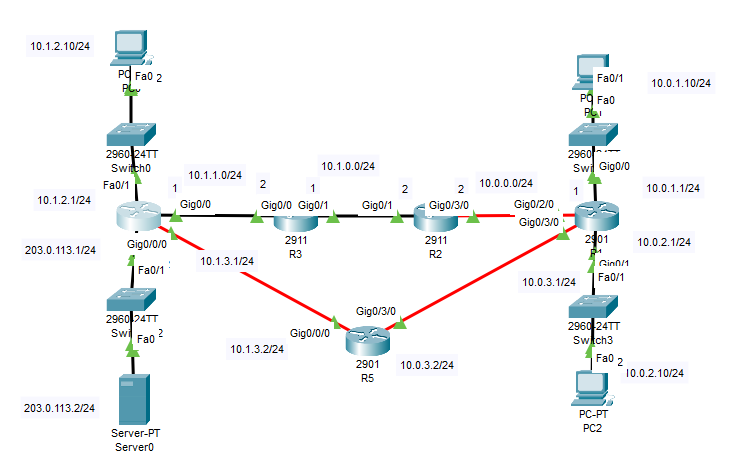 10.1.2.10/24
PC
Fa0 2
2960-24TT
Switch0
Fa0/1
10.1.2.1/24
203.0.113.1/24
Gig0/0
1
10.1.1.0/24
2
Gig0/0
1
Gig0/1
2911
R3
10.1.0.0/24
2
Gig0/1
Gig0/3/0
2
2911
R2
10.0.0.0/24
Gig0/2/0
1
Gig0/3/0
Fa0/1
10.0.1.10/24
PC
Fa0
2960-24TT
Gig0/0
10.0.1.1/24
2901
10.0.2.1/24
Gig0/1
Fa0/1
10.0.3.1/24
2960-24TT
Switch3
Fa0 2
10.0.2.10/24
PC-PT
PC2
Gig0/0/0
Fa0/1
10.1.3.1/24
2960-24TT
Fa0 2
203.0.113.2/24
Server-PT
Server0
10.1.3.2/24
Gig0/0/0
Gig0/3/0
2901
R5
10.0.3.2/24